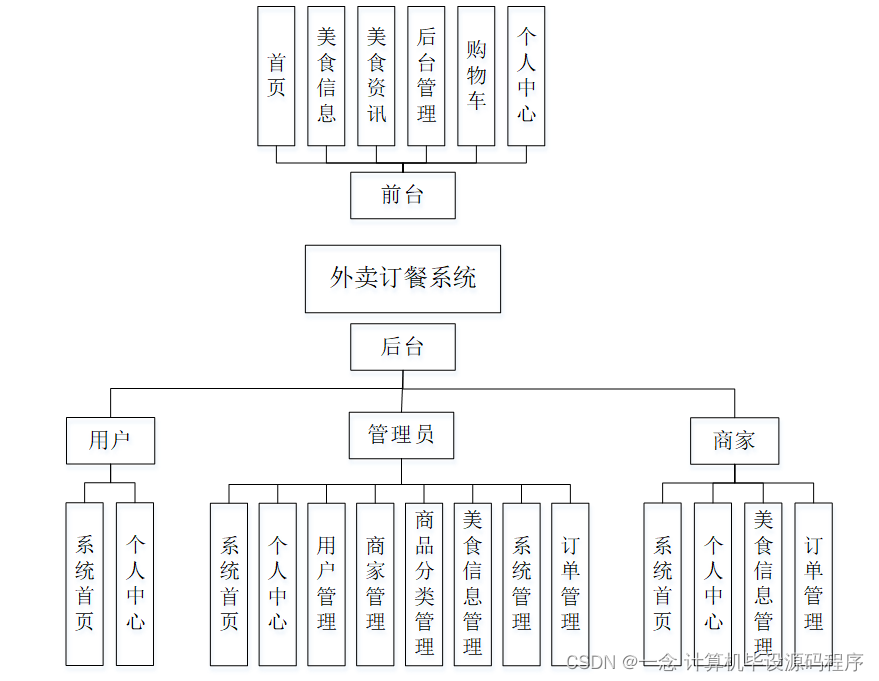 首页
美食信息
美食资讯
后台管理
购物车
个人中心
前台
外卖订餐系统
后台
用户
管理员
商家
系统首页
个人中心
系统首页
个人中心
用户管理
商家管理
商品分类管理
美食信息管理
系统管理
订单管理
系统首页
个人中心
美食信息管理
订单管理
CSDN @一念 计算机毕设源码程序